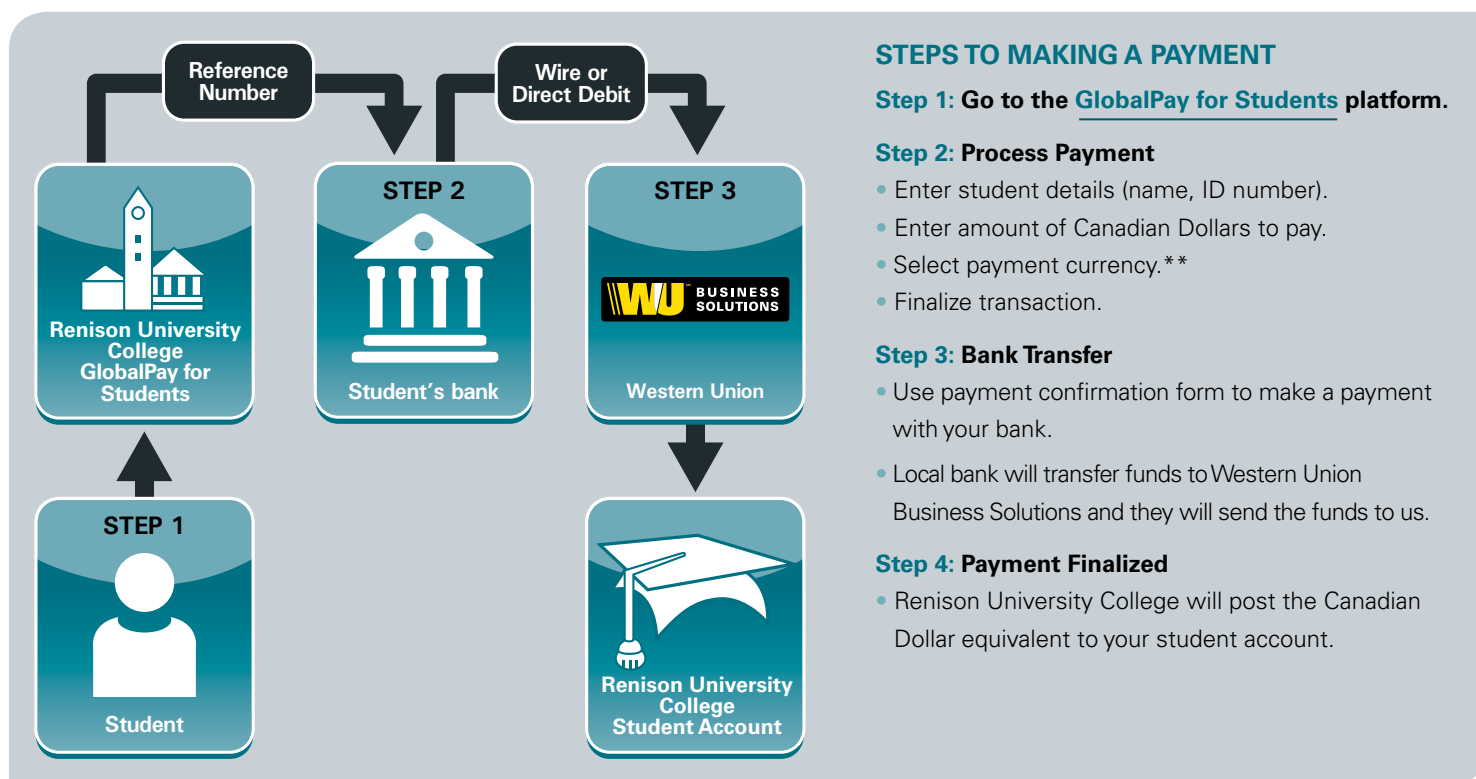 Reference
Number
Wire or
Direct Debit
Renison University
College
GlobalPay for
Students
STEP 2
Student's bank
STEP 3
WU BUSINESS
SOLUTIONS
Western Union
STEP 1
Student
Renison University
College
Student Account
STEPS TO MAKING A PAYMENT
Step 1: Go to the GlobalPay for Students platform.
Step 2: Process Payment
• Enter student details (name, ID number).
• Enter amount of Canadian Dollars to pay.
• Select payment currency.**
• Finalize transaction.
Step 3: Bank Transfer
• Use payment confirmation form to make a payment
with your bank.
• Local bank will transfer funds to Western Union
Business Solutions and they will send the funds to us.
Step 4: Payment Finalized
• Renison University College will post the Canadian
Dollar equivalent to your student account.